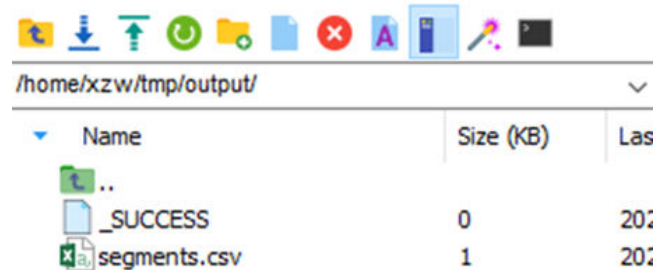 /home/xzw/tmp/output/
Name Size (KB) Las
..
_SUCCESS 0 202
segments.csv 1 202